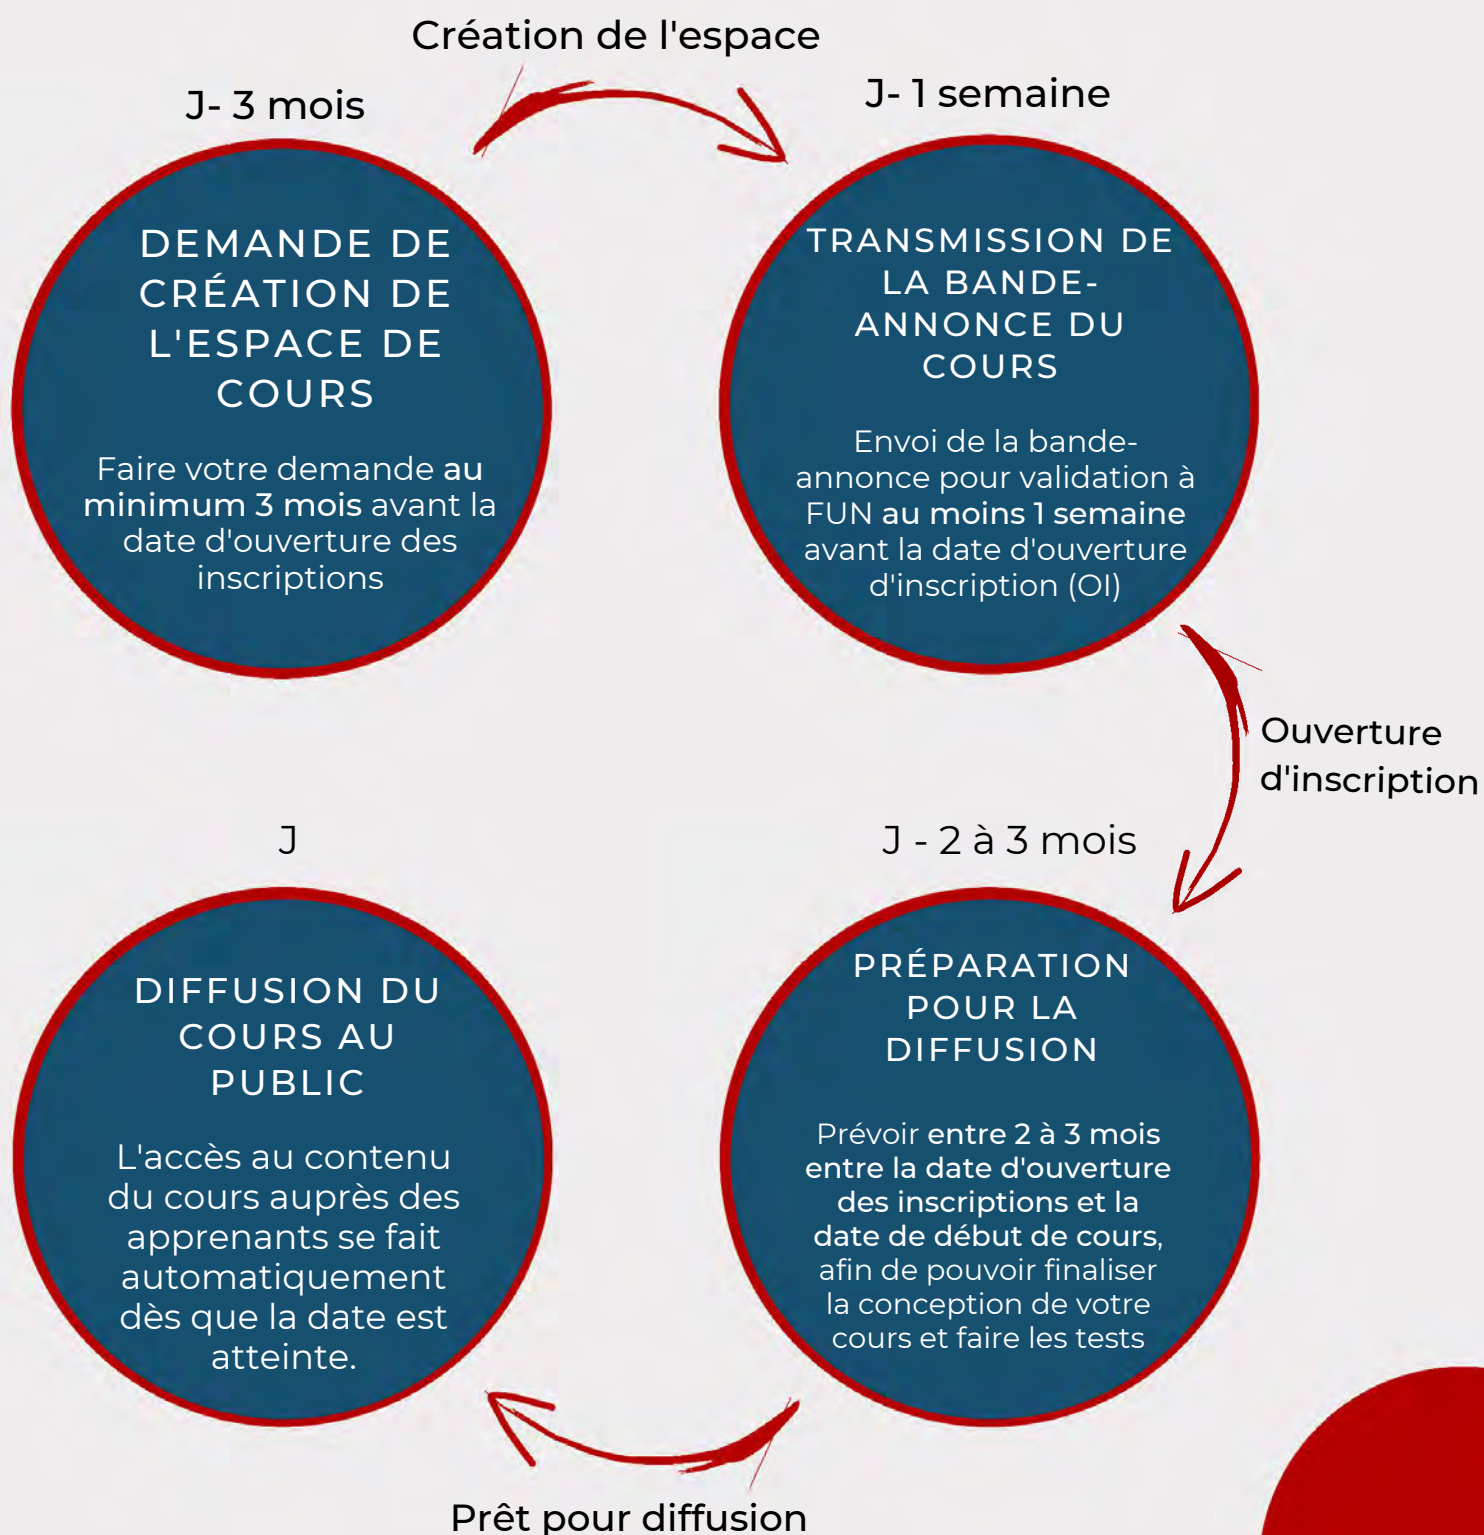 Création de l'espace
J- 3 mois
DEMANDE DE
CRÉATION DE
L'ESPACE DE
COURS
Faire votre demande au
minimum 3 mois avant la
date d'ouverture des
inscriptions
J- 1 semaine
TRANSMISSION DE
LA BANDE-
ANNONCE DU
COURS
Envoi de la bande-
annonce pour validation à
FUN au moins 1 semaine
avant la date d'ouverture
d'inscription (OI)
Ouverture
d'inscription
J - 2 à 3 mois
PRÉPARATION
POUR LA
DIFFUSION
Prévoir entre 2 à 3 mois
entre la date d'ouverture
des inscriptions et la
date de début de cours,
afin de pouvoir finaliser
la conception de votre
cours et faire les tests
Prêt pour diffusion
J
DIFFUSION DU
COURS AU
PUBLIC
L'accès au contenu
du cours auprès des
apprenants se fait
automatiquement
dès que la date est
atteinte.